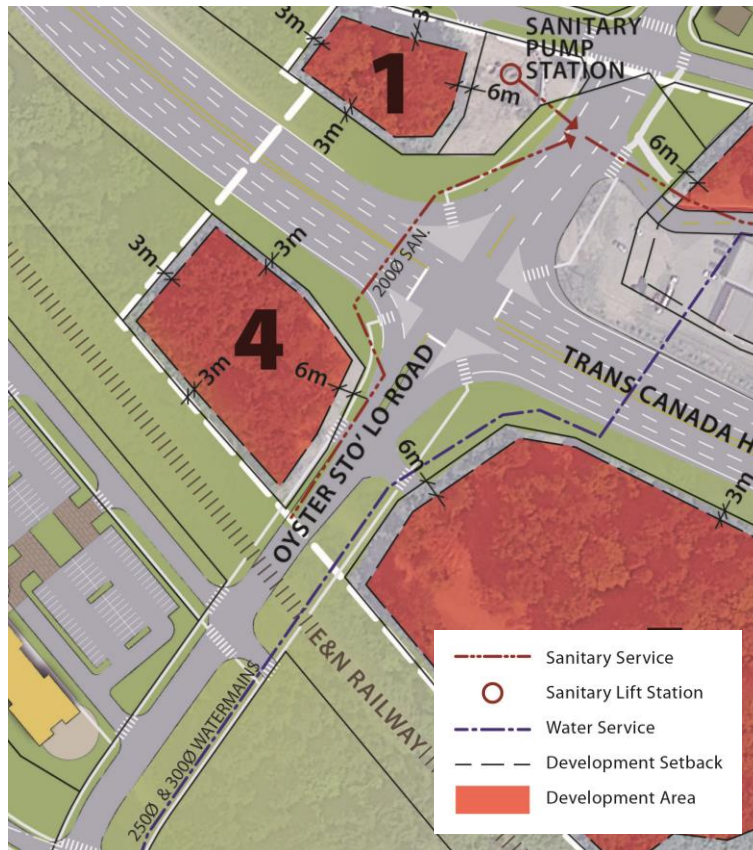 SANITARY
PUMP
STATION
1
3m
3m
3m
6m
6m
4
3m
3m
3m
6m
200Ø SAN.
OYSTER STO' LO ROAD
TRANS CANADA H
6m
3m
E&N RAILWAY
250Ø & 300Ø WATERMAINS
Sanitary Service
Sanitary Lift Station
Water Service
Development Setback
Development Area